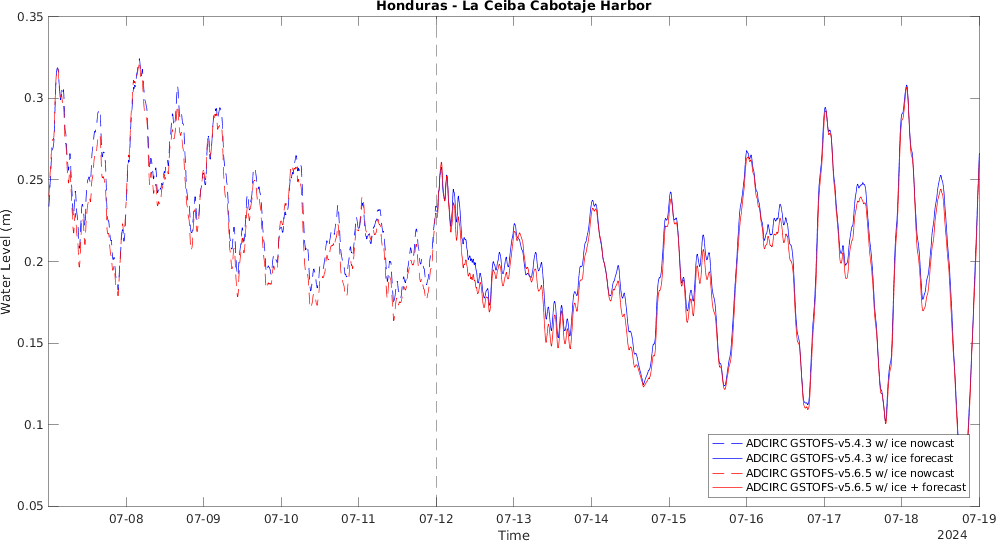 Honduras - La Ceiba Cabotaje Harbor
0.35
0.3
0.25
0.2
0.15
0.1
0.05
Water Level (m)
ADCIRC GSTOFS-v5.4.3 w/ ice nowcast
ADCIRC GSTOFS-v5.4.3 w/ ice forecast
ADCIRC GSTOFS-v5.6.5 w/ ice nowcast
ADCIRC GSTOFS-v5.6.5 w/ ice + forecast
07-08 07-09 07-10 07-11 07-12 07-13 07-14 07-15 07-16 07-17 07-18 07-19
Time
2024